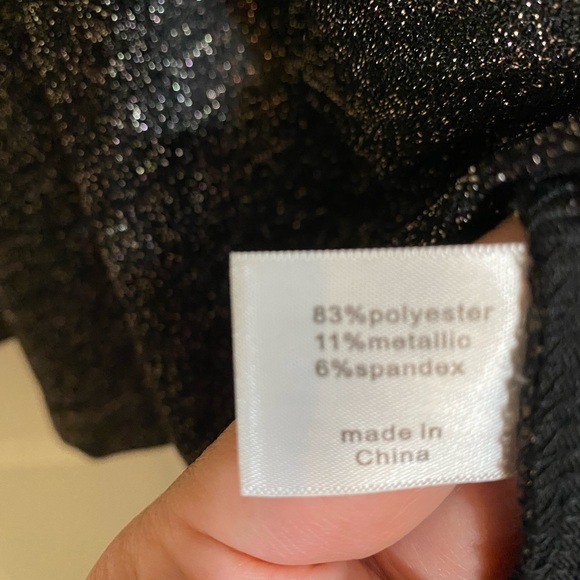 83%polyester
11%metallic
6%spandex
made in
China